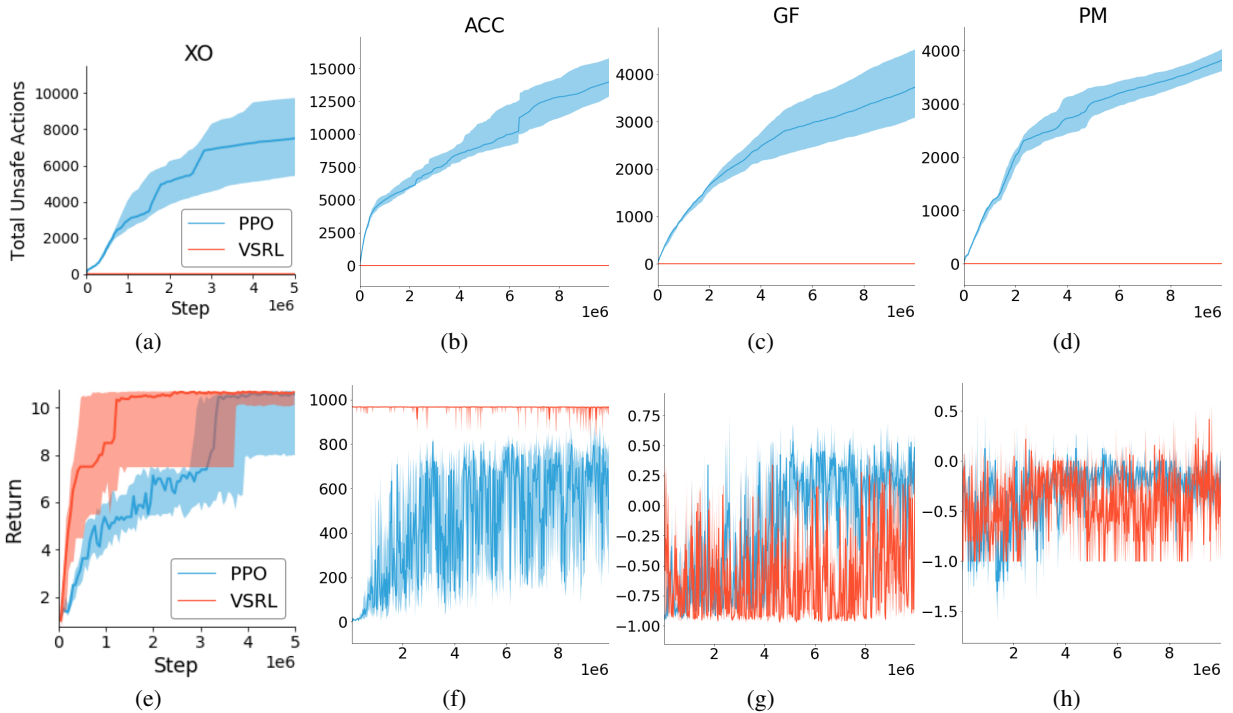 XO
Total Unsafe Actions
10000
8000
6000
4000
2000
0
PPO
VSRL
0 1 2 3 4 5
Step
1e6
(a)
ACC
15000
12500
10000
7500
5000
2500
0
0 2 4 6 8
1e6
(b)
GF
4000
3000
2000
1000
0
0 2 4 6 8
1e6
(c)
PM
4000
3000
2000
1000
0
0 2 4 6 8
1e6
(d)
Return
10
8
6
4
2
PPO
VSRL
0 1 2 3 4 5
Step
1e6
(e)
1000
800
600
400
200
0
2 4 6 8
1e6
(f)
0.75
0.50
0.25
0.00
−0.25
−0.50
−0.75
−1.00
2 4 6 8
1e6
(g)
0.5
0.0
−0.5
−1.0
−1.5
2 4 6 8
1e6
(h)